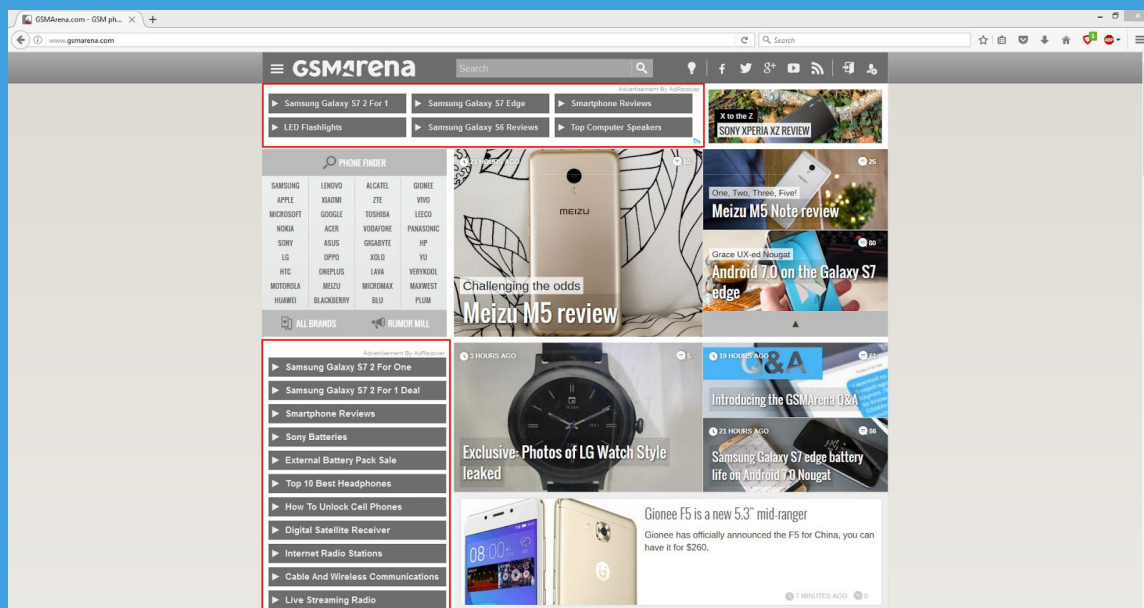 GSMArena.com - GSM ph...
www.gsmarena.com
Search
GSMArena
Search
Advertisement By AdRecover
Samsung Galaxy S7 2 For 1
Samsung Galaxy S7 Edge
Smartphone Reviews
LED Flashlights
Samsung Galaxy S6 Reviews
Top Computer Speakers
X to the Z
SONY XPERIA XZ REVIEW
PHONE FINDER
SAMSUNG LENOVO ALCATEL GIONEE
APPLE XIAOMI ZTE VIVO
MICROSOFT GOOGLE TOSHIBA LEECO
NOKIA ACER VODAFONE PANASONIC
SONY ASUS GIGABYTE HP
LG OPPO XOLO YU
HTC ONEPLUS LAVA VERYKOOL
MOTOROLA MEIZU MICROMAX MAXWEST
HUAWEI BLACKBERRY BLU PLUM
ALL BRANDS
RUMOR MILL
21 HOURS AGO
10
MEIZU
Challenging the odds
Meizu M5 review
25
One, Two, Three, Five!
Meizu M5 Note review
80
Grace UX-ed Nougat
Android 7.0 on the Galaxy S7
edge
Advertisement By AdRecover
Samsung Galaxy S7 2 For One
Samsung Galaxy S7 2 For 1 Deal
Smartphone Reviews
Sony Batteries
External Battery Pack Sale
Top 10 Best Headphones
How To Unlock Cell Phones
Digital Satellite Receiver
Internet Radio Stations
Cable And Wireless Communications
Live Streaming Radio
3 HOURS AGO
5
Exclusive: Photos of LG Watch Style
leaked
19 HOURS AGO
61
Q&A
Introducing the GSMArena Q&A
21 HOURS AGO
86
Samsung Galaxy S7 edge battery
life on Android 7.0 Nougat
08:00
Gionee F5 is a new 5.3" mid-ranger
Gionee has officially announced the F5 for China, you can
have it for $260.
7 MINUTES AGO
0